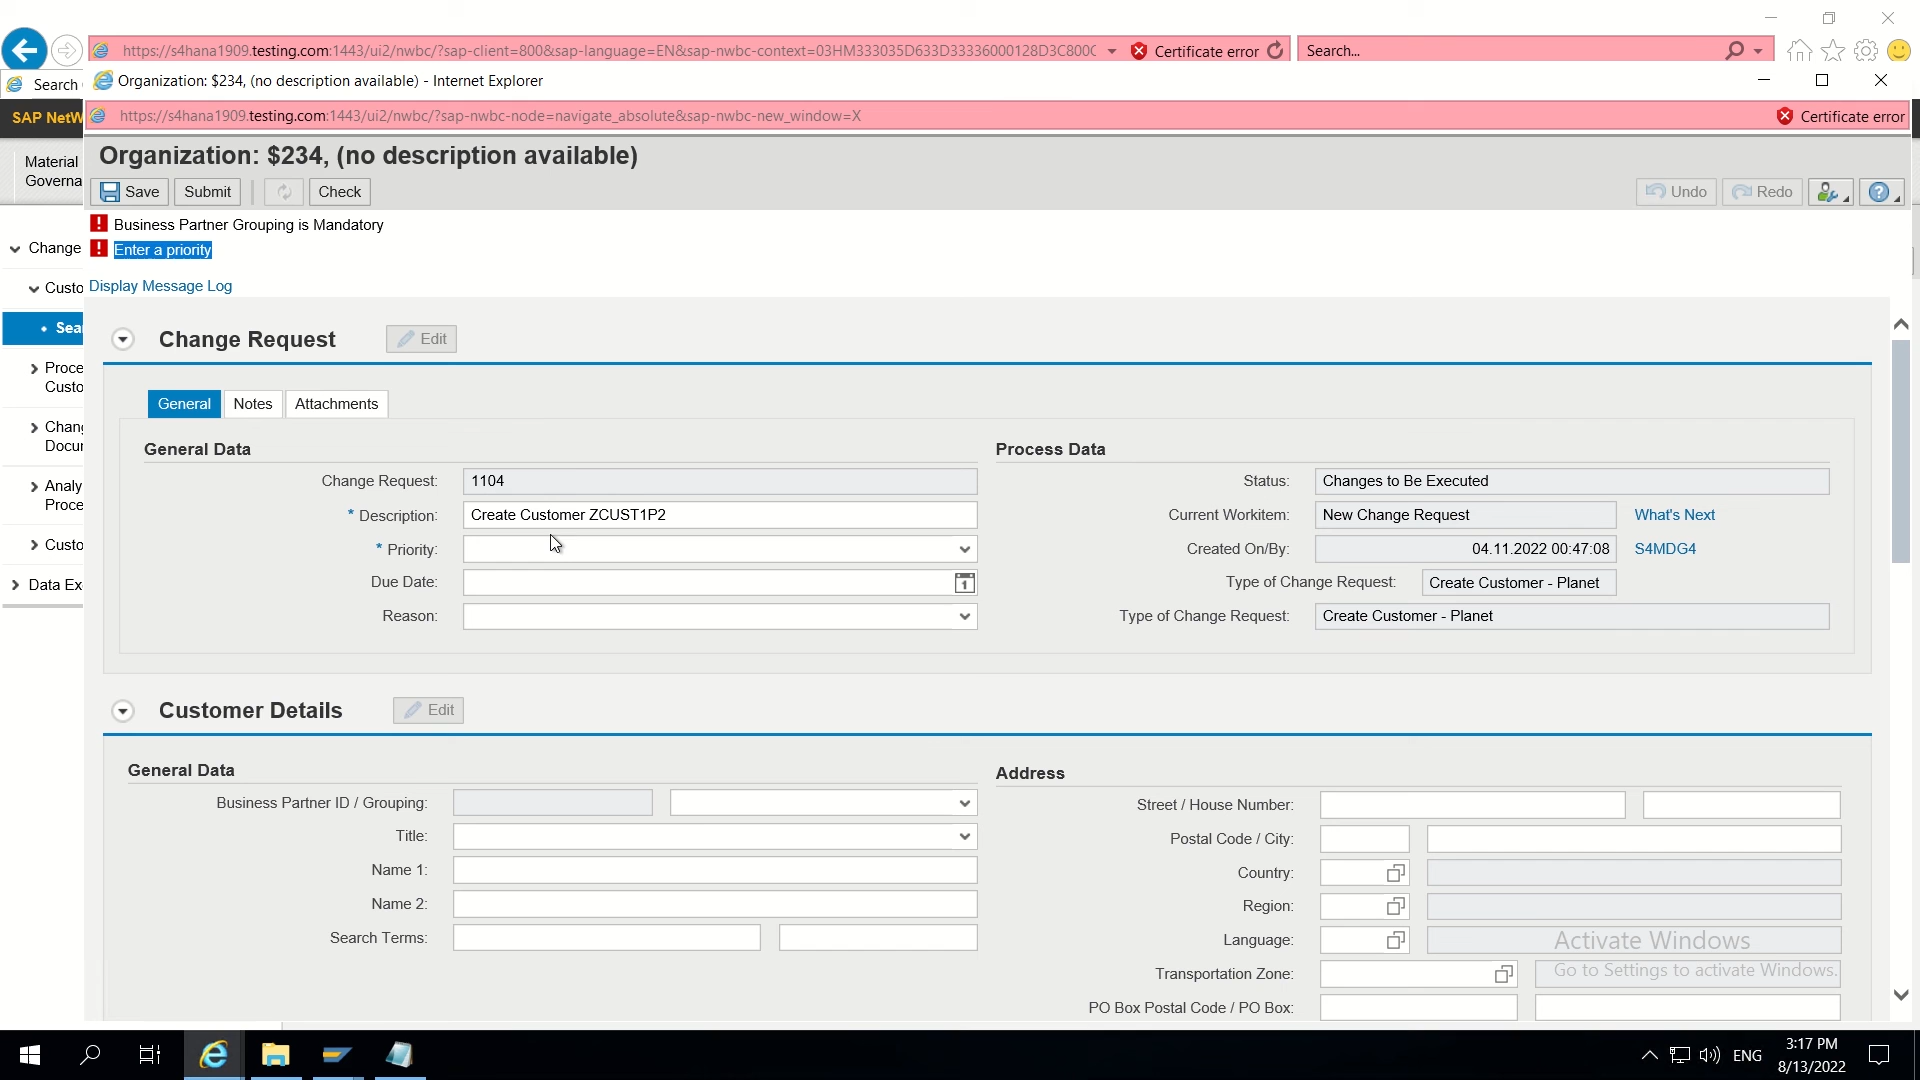 https://s4hana1909.testing.com:1443/ui2/nwbc/?sap-client=800&sap-language=EN&sap-nwbc-context=03HM333035D633D33336000128D3C800C
Certificate error
Search...
Search
Organization: $234, (no description available) - Internet Explorer
SAP NetW
https://s4hana1909.testing.com:1443/ui2/nwbc/?sap-nwbc-node=navigate_absolute&sap-nwbc-new_window=X
Certificate error
Material
Governa
Organization: $234, (no description available)
Save
Submit
Check
Undo
Redo
Business Partner Grouping is Mandatory
Enter a priority
Display Message Log
Change
Custo
Sea
Proce
Custo
Chang
Docum
Analy
Proce
Custo
Data Ex
Change Request
Edit
General
Notes
Attachments
General Data
Change Request: 1104
* Description: Create Customer ZCUST1P2
* Priority:
Due Date:
Reason:
Process Data
Status: Changes to Be Executed
Current Workitem: New Change Request What's Next
Created On/By: 04.11.2022 00:47:08 S4MDG4
Type of Change Request: Create Customer - Planet
Type of Change Request: Create Customer - Planet
Customer Details
Edit
General Data
Business Partner ID / Grouping:
Title:
Name 1:
Name 2:
Search Terms:
Address
Street / House Number:
Postal Code / City:
Country:
Region:
Language:
Transportation Zone:
PO Box Postal Code / PO Box:
Activate Windows
Go to Settings to activate Windows.
ENG
3:17 PM
8/13/2022